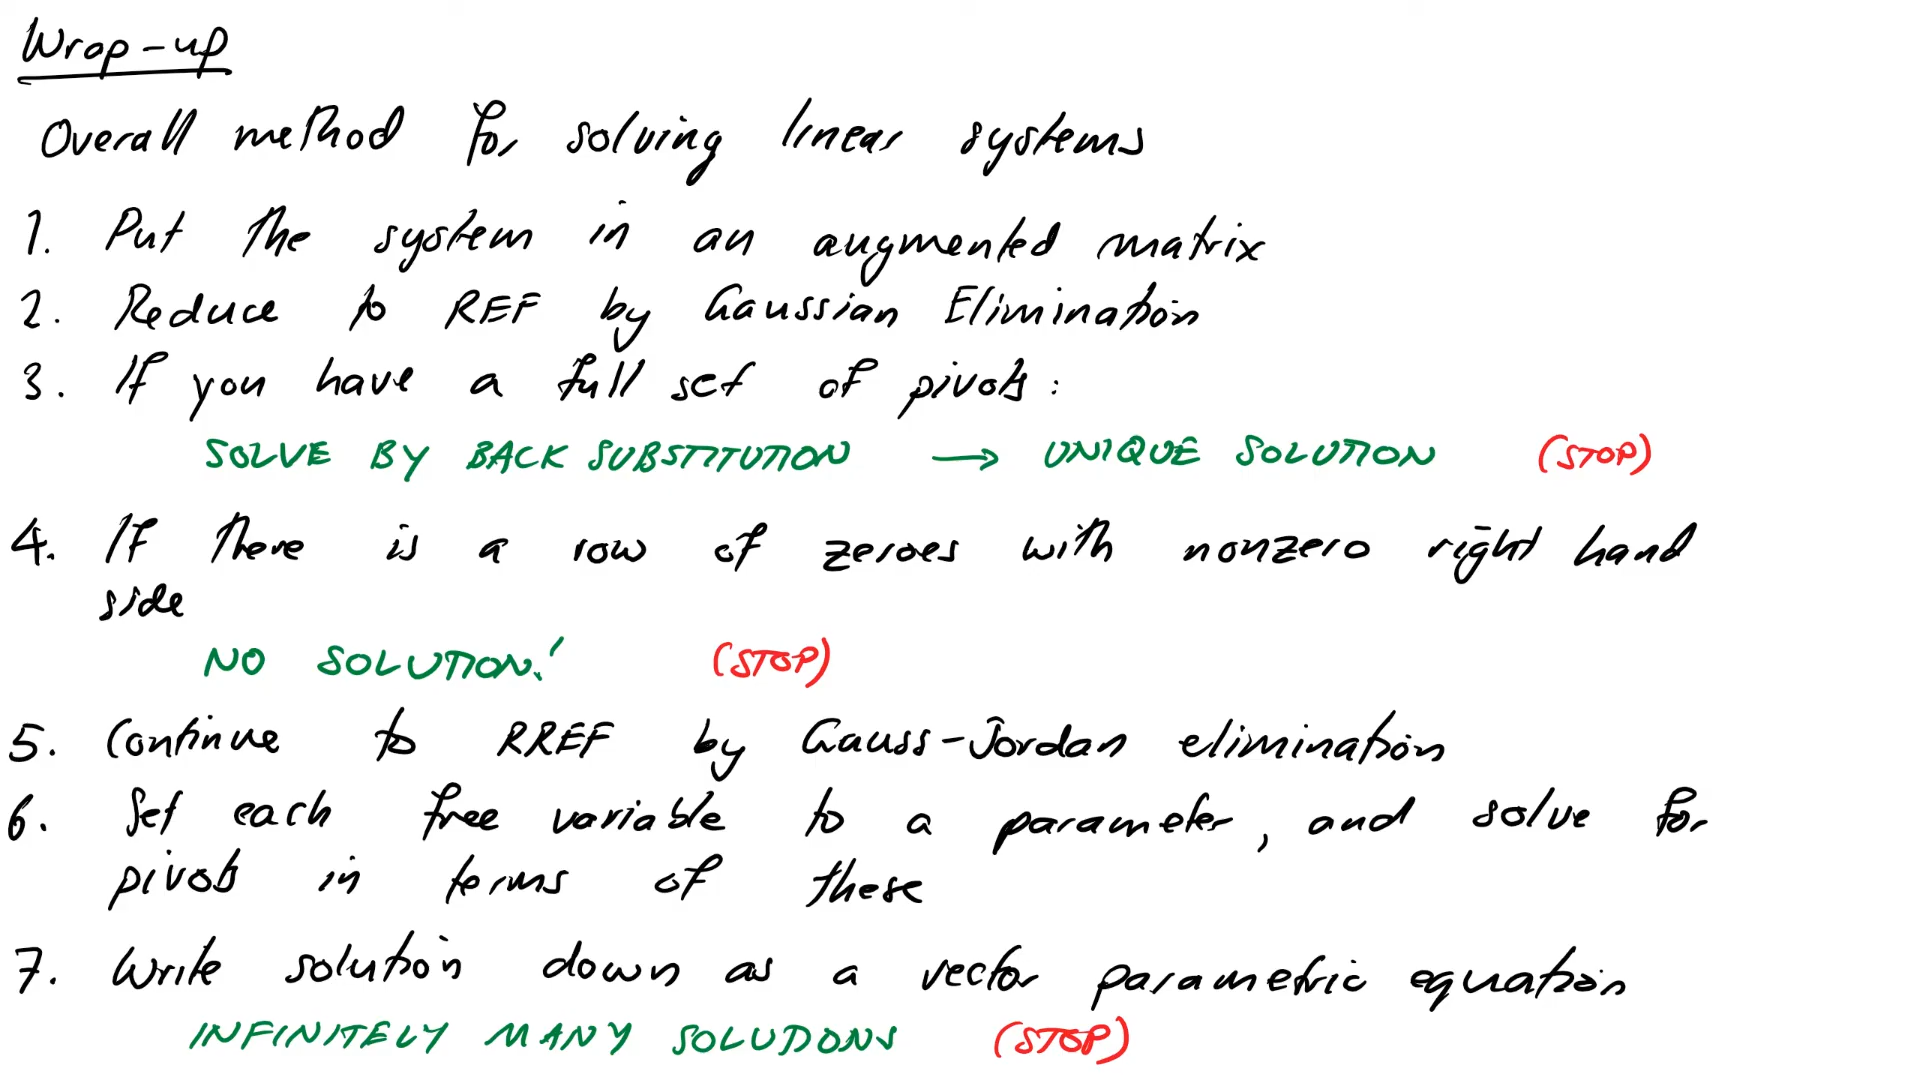 Wrap-up
Overall method for solving linear systems
1. Put the system in an augmented matrix
2. Reduce to REF by Gaussian Elimination
3. If you have a full set of pivots:
SOLVE BY BACK SUBSTITUTION → UNIQUE SOLUTION (STOP)
4. If there is a row of zeroes with nonzero right hand
side
NO SOLUTION! (STOP)
5. Continue to RREF by Gauss-Jordan elimination
6. Set each free variable to a parameter, and solve for
pivots in terms of these
7. Write solution down as a vector parametric equation
INFINITELY MANY SOLUTIONS (STOP)